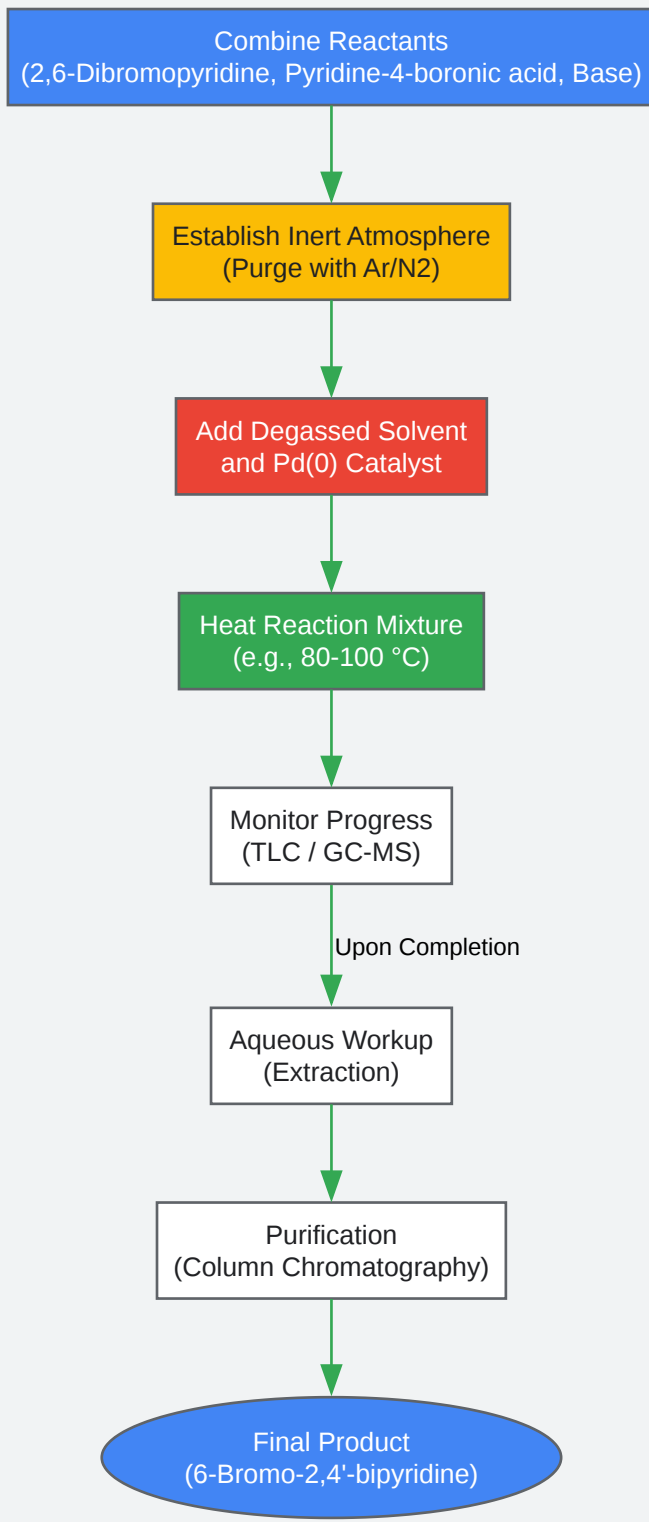 Combine Reactants
(2,6-Dibromopyridine, Pyridine-4-boronic acid, Base)
Establish Inert Atmosphere
(Purge with Ar/N2)
Add Degassed Solvent
and Pd(0) Catalyst
Heat Reaction Mixture
(e.g., 80-100 °C)
Monitor Progress
(TLC / GC-MS)
Upon Completion
Aqueous Workup
(Extraction)
Purification
(Column Chromatography)
Final Product
(6-Bromo-2,4'-bipyridine)